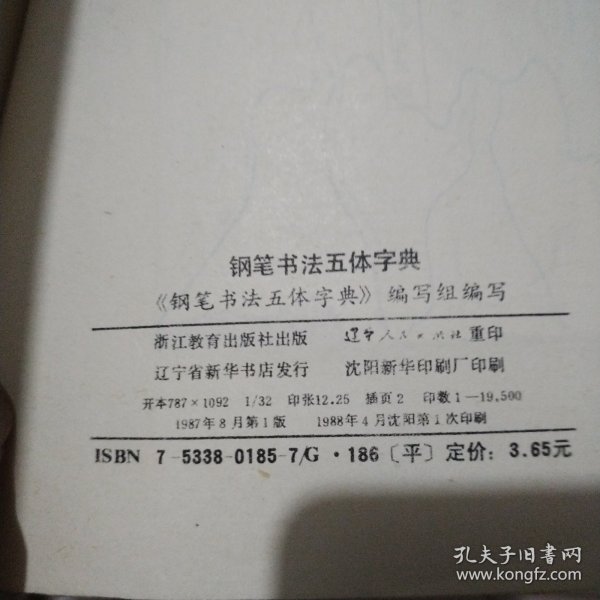 钢笔书法五体字典
《钢笔书法五体字典》编写组编写
浙江教育出版社出版 辽宁人民出版社重印
辽宁省新华书店发行 沈阳新华印刷厂印刷
开本787×1092 1/32 印张12.25 插页2 印数1—19,500
1987年8月第1版 1988年4月沈阳第1次印刷
ISBN 7-5338-0185-7/G·186〔平〕定价：3.65元
孔夫子旧书网
www.kongfz.com